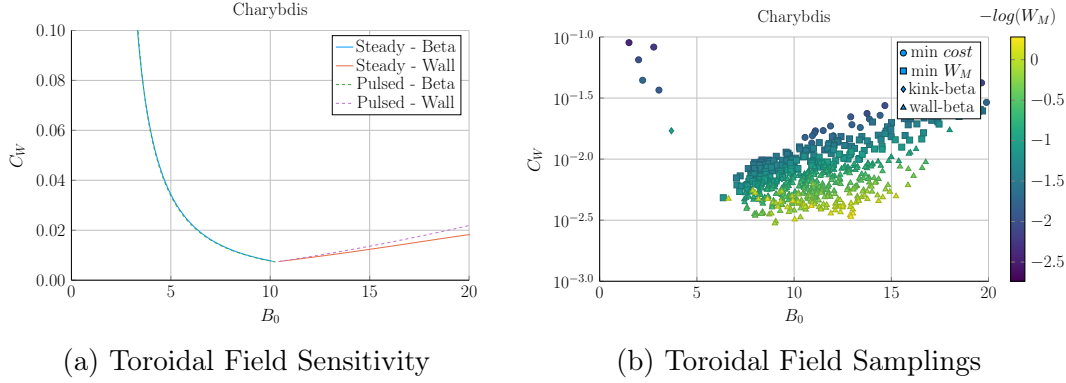 Charybdis
0.10
0.08
0.06
0.04
0.02
0.00
C_W
Steady - Beta
Steady - Wall
Pulsed - Beta
Pulsed - Wall
0 5 10 15 20
B_0
(a) Toroidal Field Sensitivity
Charybdis
10^{-1.0}
10^{-1.5}
10^{-2.0}
10^{-2.5}
10^{-3.0}
C_W
min cost
min W_M
kink-beta
wall-beta
0 5 10 15 20
B_0
−log(W_M)
0
−0.5
−1
−1.5
−2
−2.5
(b) Toroidal Field Samplings